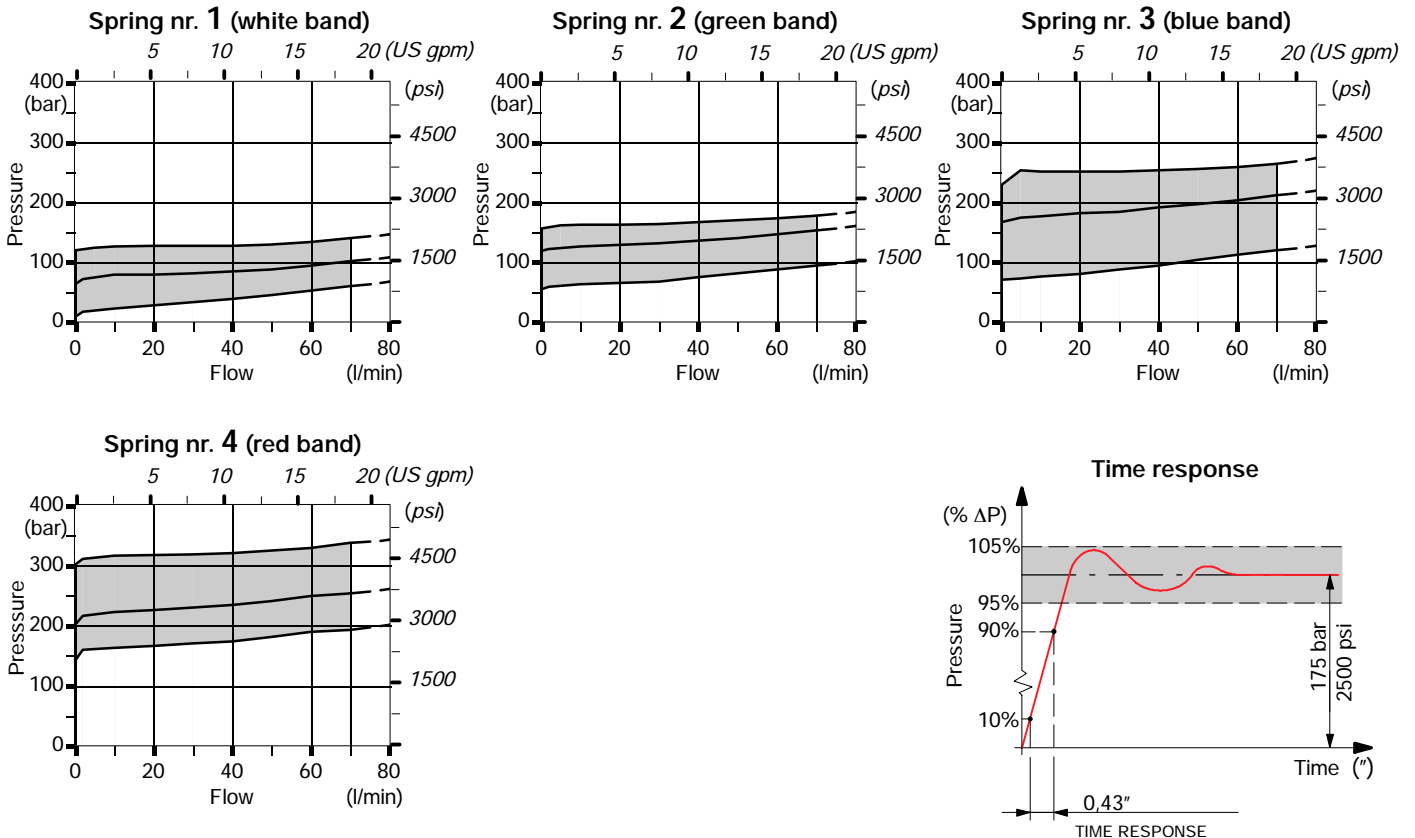 Spring nr. 1 (white band)
5 10 15 20 (US gpm)
400
(bar)
300
200
100
0
Pressure
(psi)
4500
3000
1500
0 20 40 60 80
Flow (l/min)
Spring nr. 2 (green band)
5 10 15 20 (US gpm)
400
(bar)
300
200
100
0
Pressure
(psi)
4500
3000
1500
0 20 40 60 80
Flow (l/min)
Spring nr. 3 (blue band)
5 10 15 20 (US gpm)
400
(bar)
300
200
100
0
Pressure
(psi)
4500
3000
1500
0 20 40 60 80
Flow (l/min)
Spring nr. 4 (red band)
5 10 15 20 (US gpm)
400
(bar)
300
200
100
0
Presssure
(psi)
4500
3000
1500
0 20 40 60 80
Flow (l/min)
Time response
(% ΔP)
105%
95%
90%
10%
Pressure
175 bar
2500 psi
Time (")
0,43"
TIME RESPONSE